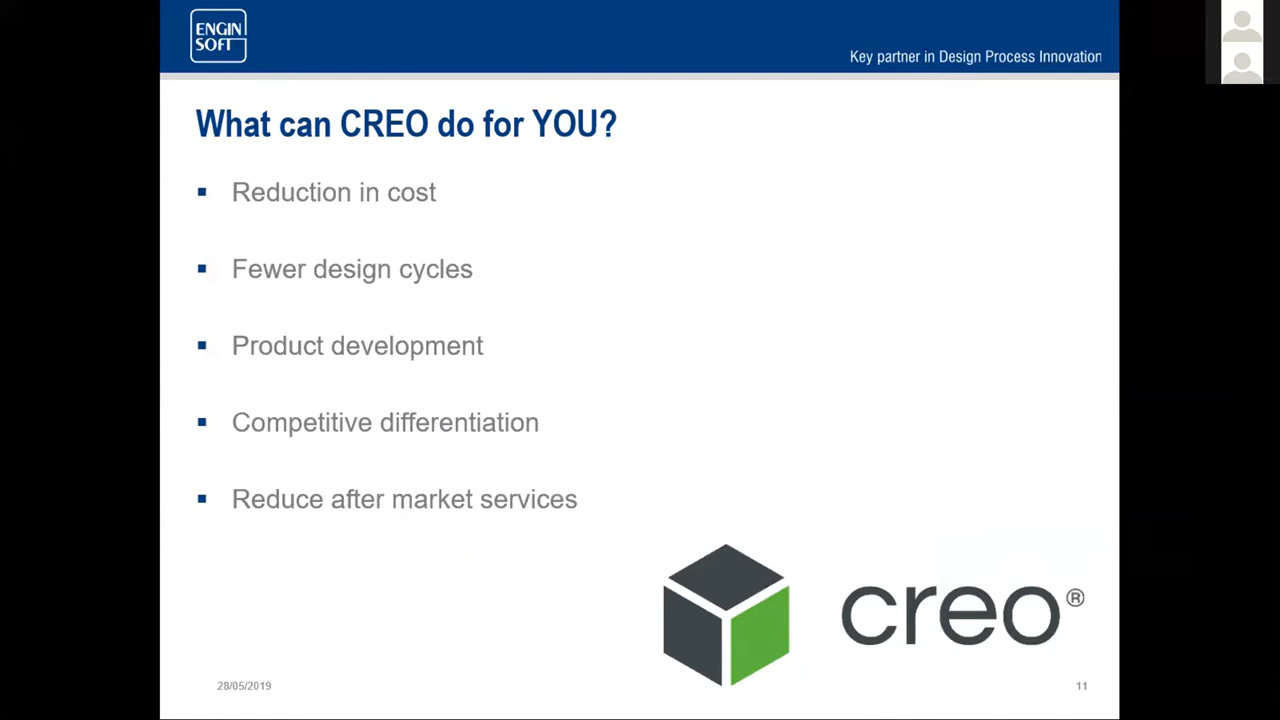 ENGIN
SOFT
Key partner in Design Process Innovation
What can CREO do for YOU?
▪ Reduction in cost
▪ Fewer design cycles
▪ Product development
▪ Competitive differentiation
▪ Reduce after market services
creo®
28/05/2019
11